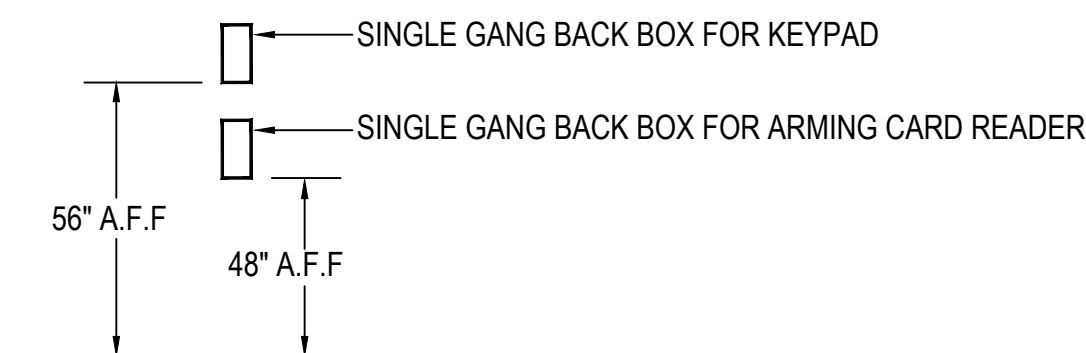 SINGLE GANG BACK BOX FOR KEYPAD
SINGLE GANG BACK BOX FOR ARMING CARD READER
56" A.F.F
48" A.F.F